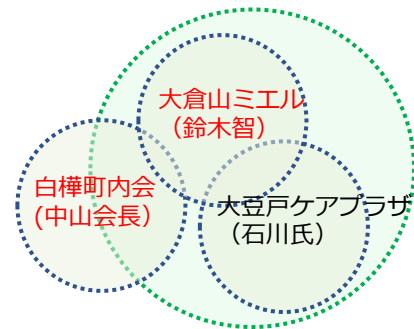 大倉山ミエル
（鈴木智）
白樺町内会
(中山会長）
大豆戸ケアプラザ
（石川氏）